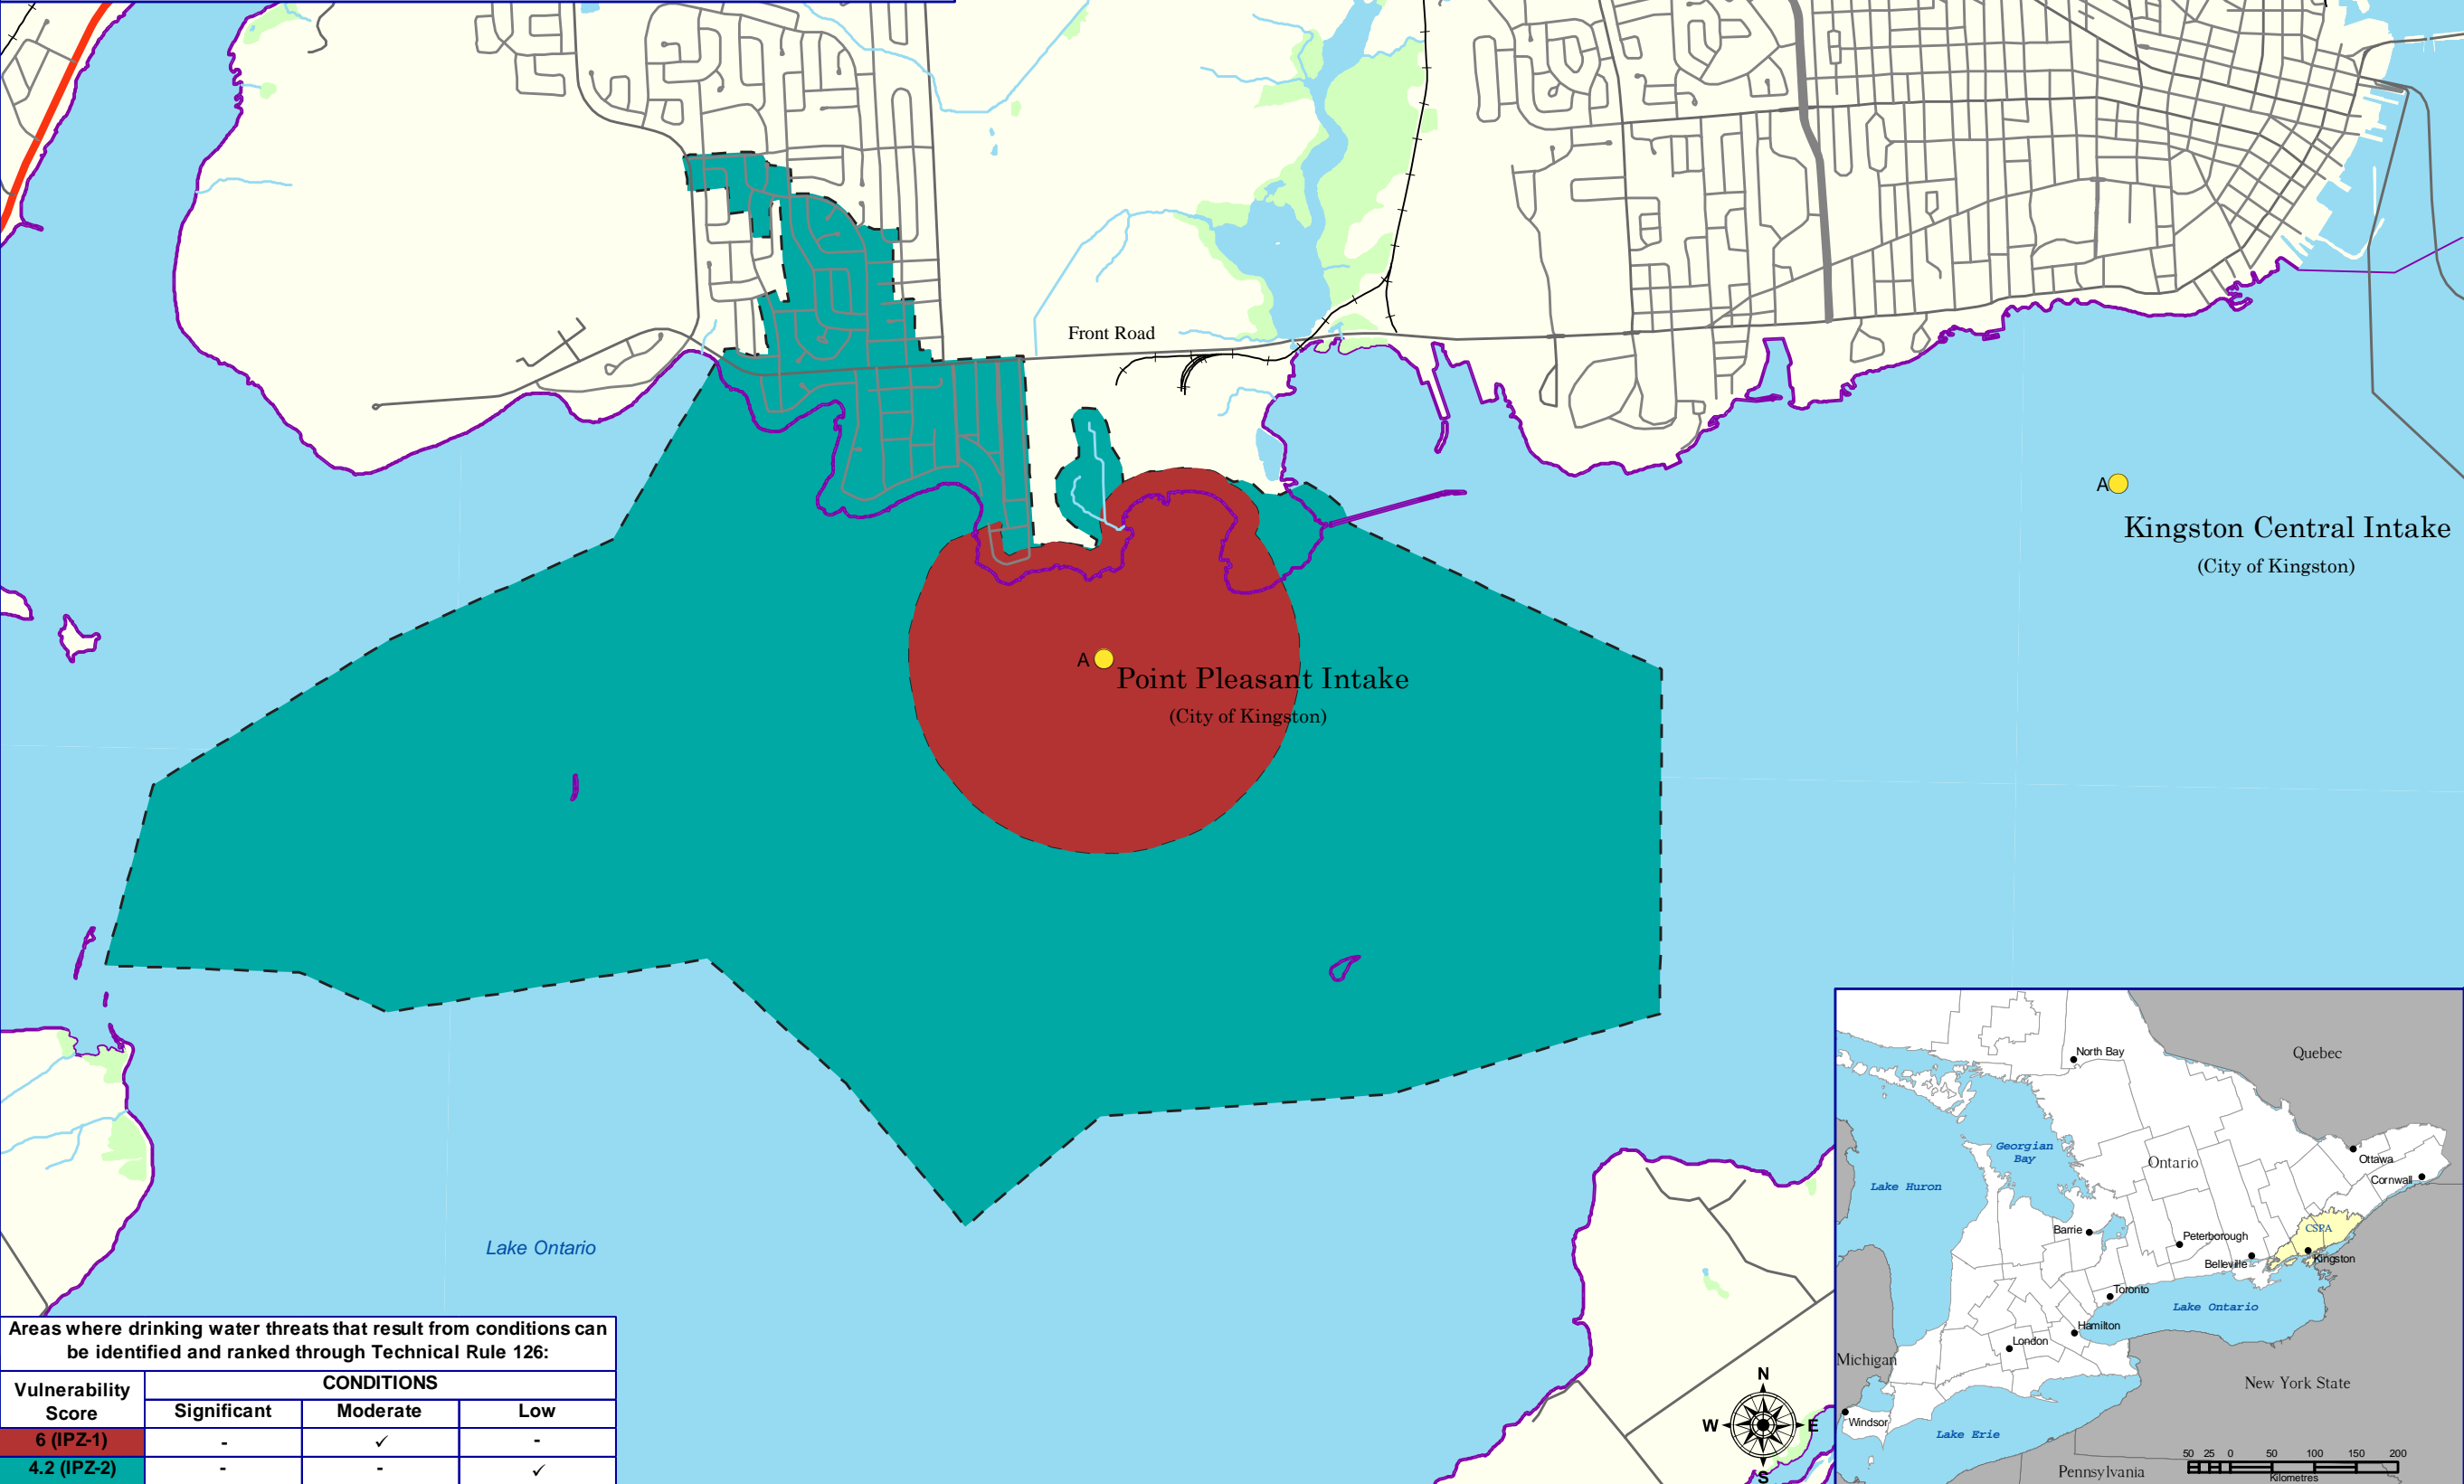 Front Road
A
Kingston Central Intake
(City of Kingston)
A
Point Pleasant Intake
(City of Kingston)
Lake Ontario
Areas where drinking water threats that result from conditions can
be identified and ranked through Technical Rule 126:
Vulnerability
Score
CONDITIONS
Significant Moderate Low
6 (IPZ-1) - ✓ -
4.2 (IPZ-2) - - ✓
N
W E
S
North Bay
Quebec
Georgian
Bay
Ontario
Ottawa
Lake Huron
Cornwall
CSPA
Barrie
Peterborough
Belleville
Kingston
Toronto
Lake Ontario
Hamilton
London
Michigan
New York State
Windsor
Lake Erie
50 25 0 50 100 150 200
Kilometres
Pennsylvania